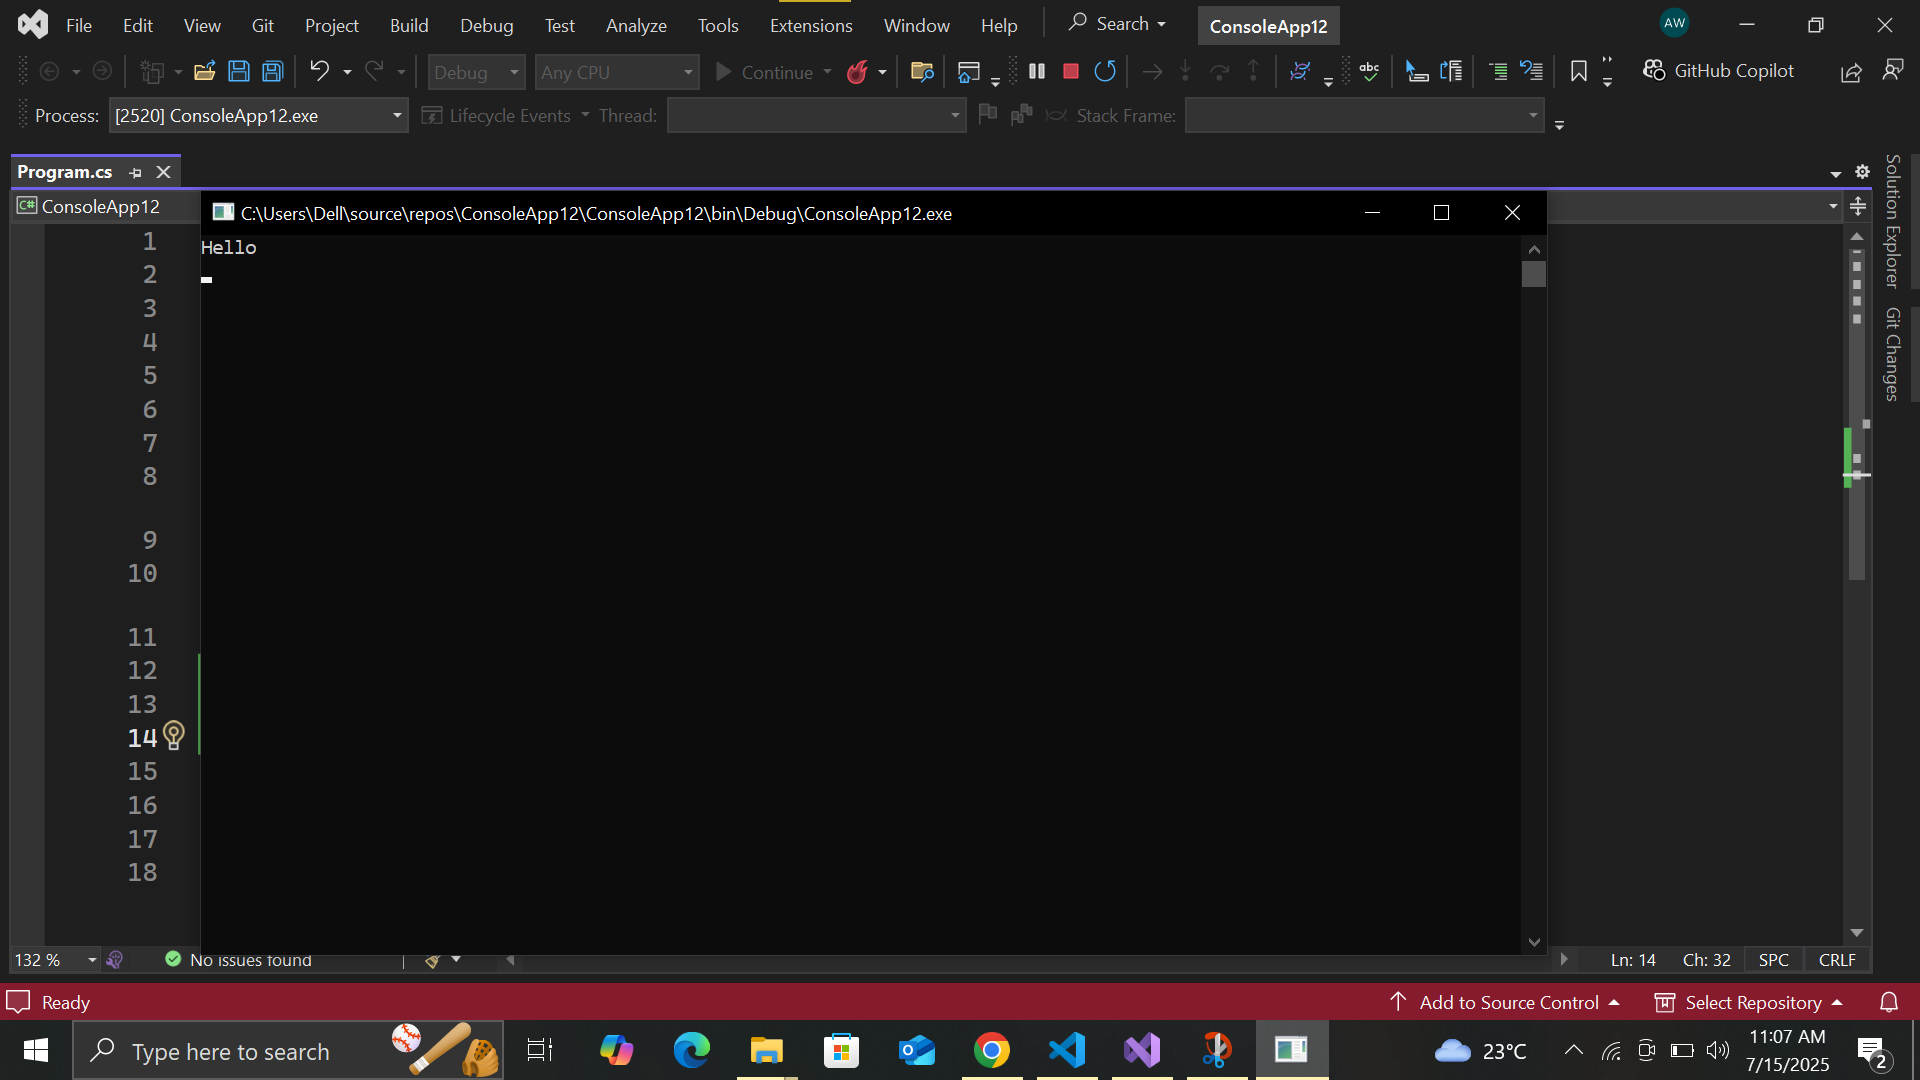 File Edit View Git Project Build Debug Test Analyze Tools Extensions Window Help Search ConsoleApp12 AW
Debug Any CPU Continue abc GitHub Copilot
Process: [2520] ConsoleApp12.exe Lifecycle Events Thread: Stack Frame:
Program.cs
C# ConsoleApp12
C:\Users\Dell\source\repos\ConsoleApp12\ConsoleApp12\bin\Debug\ConsoleApp12.exe
Hello
1
2
3
4
5
6
7
8
9
10
11
12
13
14
15
16
17
18
Solution Explorer
Git Changes
132 % No issues found Ln: 14 Ch: 32 SPC CRLF
Ready Add to Source Control Select Repository
Type here to search 23°C 11:07 AM
7/15/2025 2